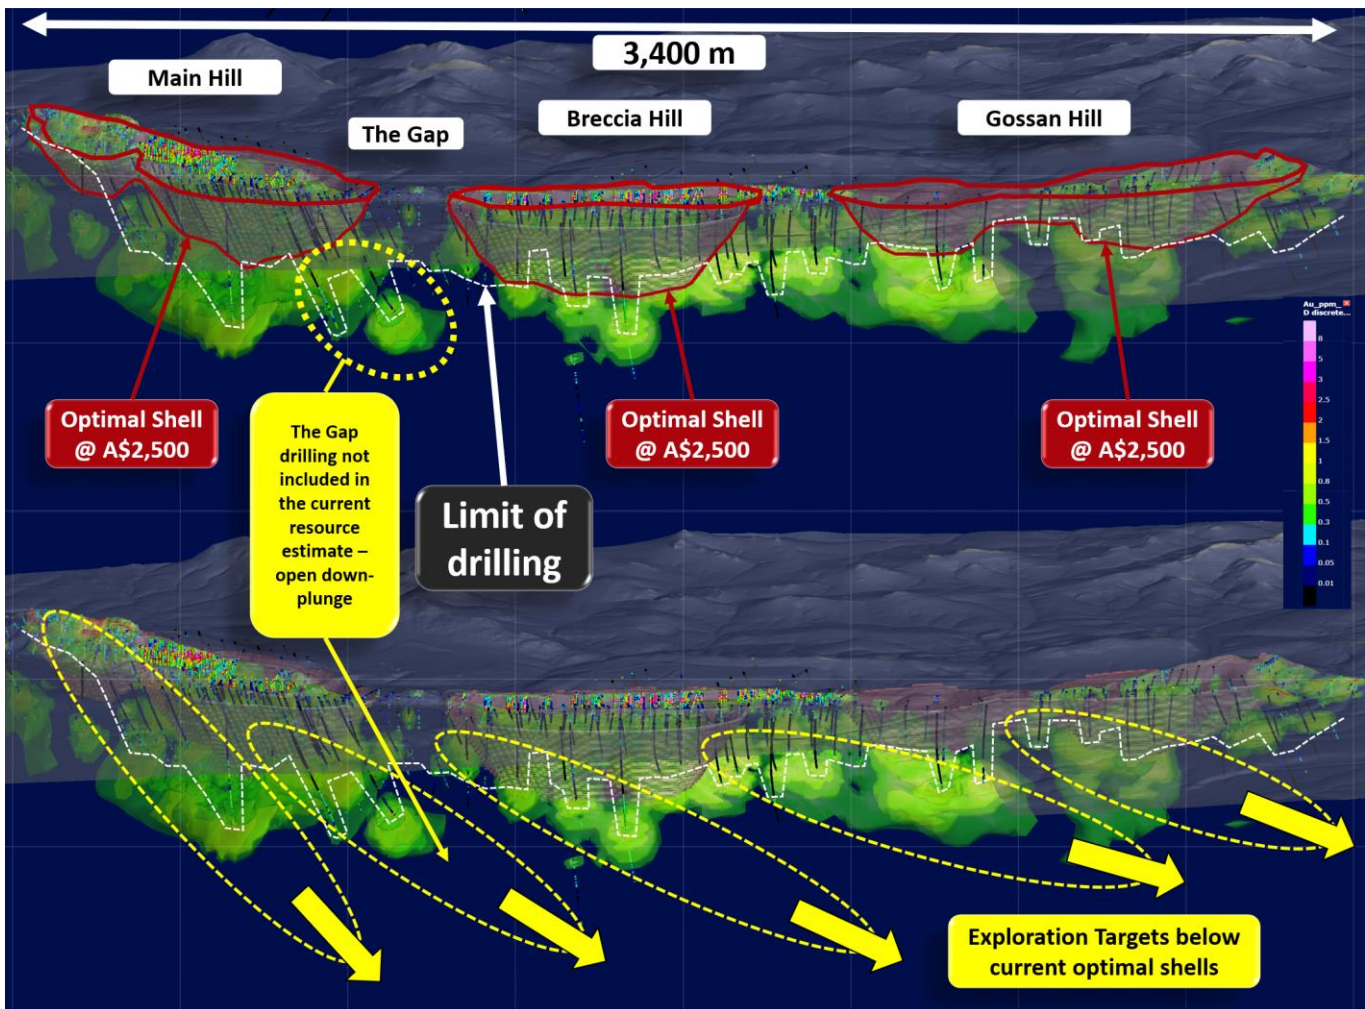 3,400 m
Main Hill
The Gap
Breccia Hill
Gossan Hill
Optimal Shell
@ A$2,500
The Gap
drilling not
included in
the current
resource
estimate –
open down-
plunge
Limit of
drilling
Optimal Shell
@ A$2,500
Optimal Shell
@ A$2,500
Au_ppm_
D discrete...
8
5
3
2.5
2
1.5
1
0.8
0.5
0.3
0.1
0.05
0.01
Exploration Targets below
current optimal shells